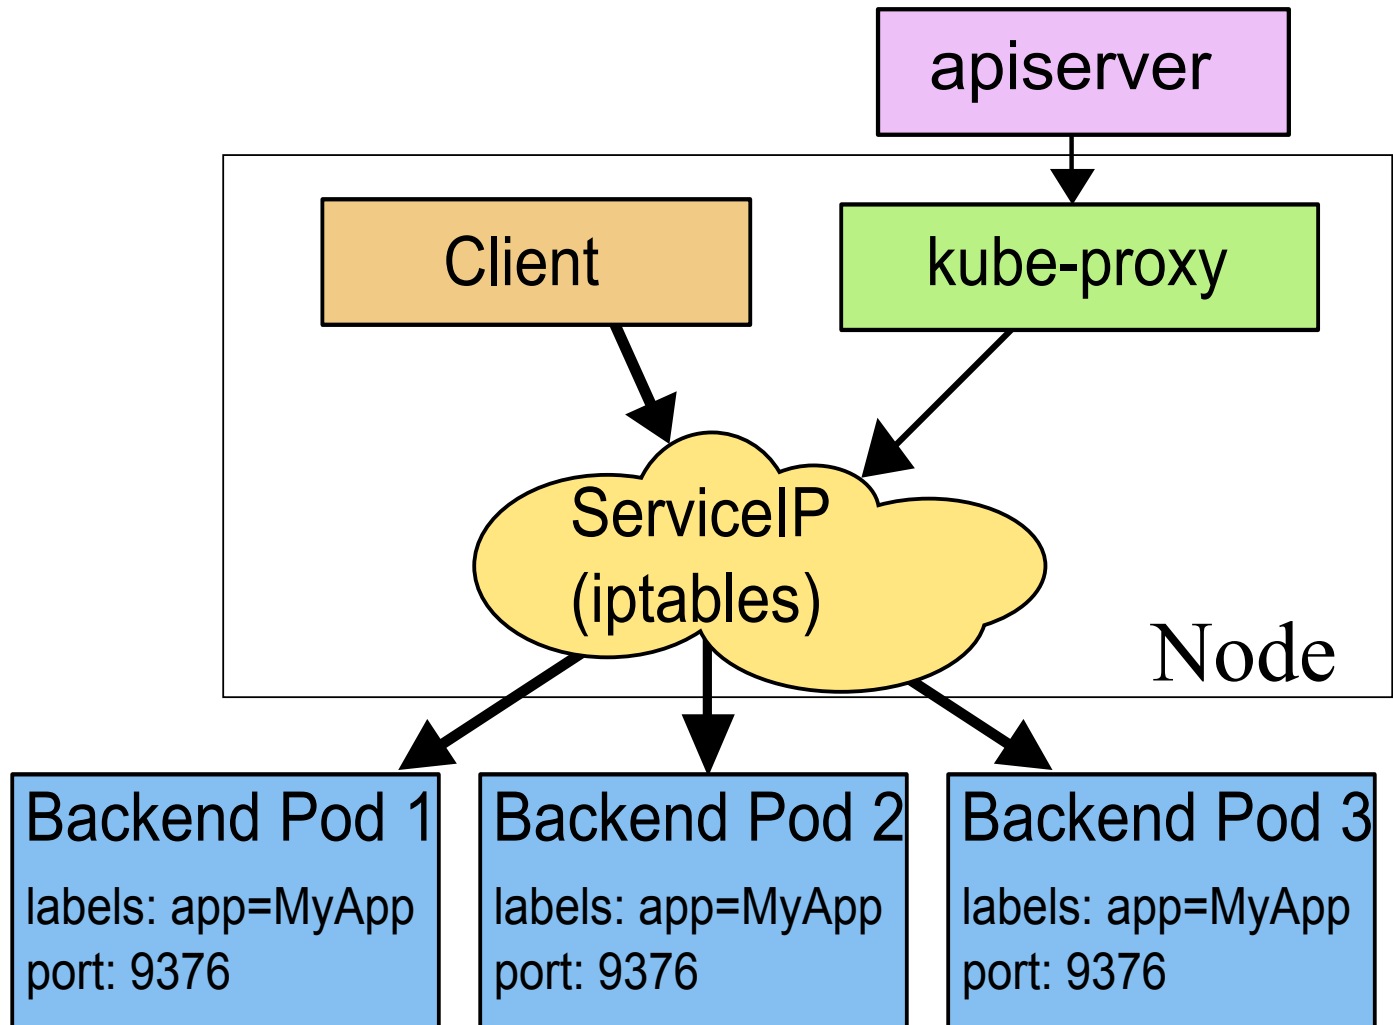 apiserver
Client
kube-proxy
ServiceIP
(iptables)
Node
Backend Pod 1
labels: app=MyApp
port: 9376
Backend Pod 2
labels: app=MyApp
port: 9376
Backend Pod 3
labels: app=MyApp
port: 9376